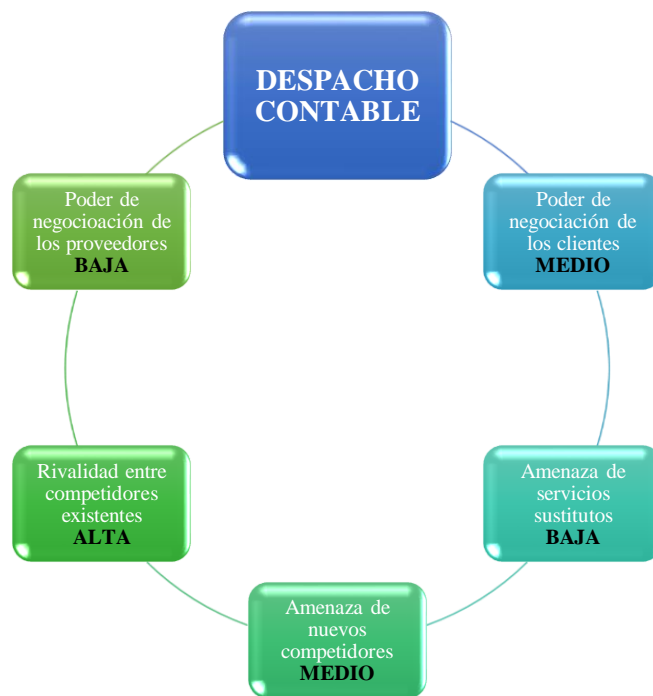 DESPACHO
CONTABLE
Poder de
negociación de
los clientes
MEDIO
Amenaza de
servicios
sustitutos
BAJA
Amenaza de
nuevos
competidores
MEDIO
Rivalidad entre
competidores
existentes
ALTA
Poder de
negocioación de
los proveedores
BAJA